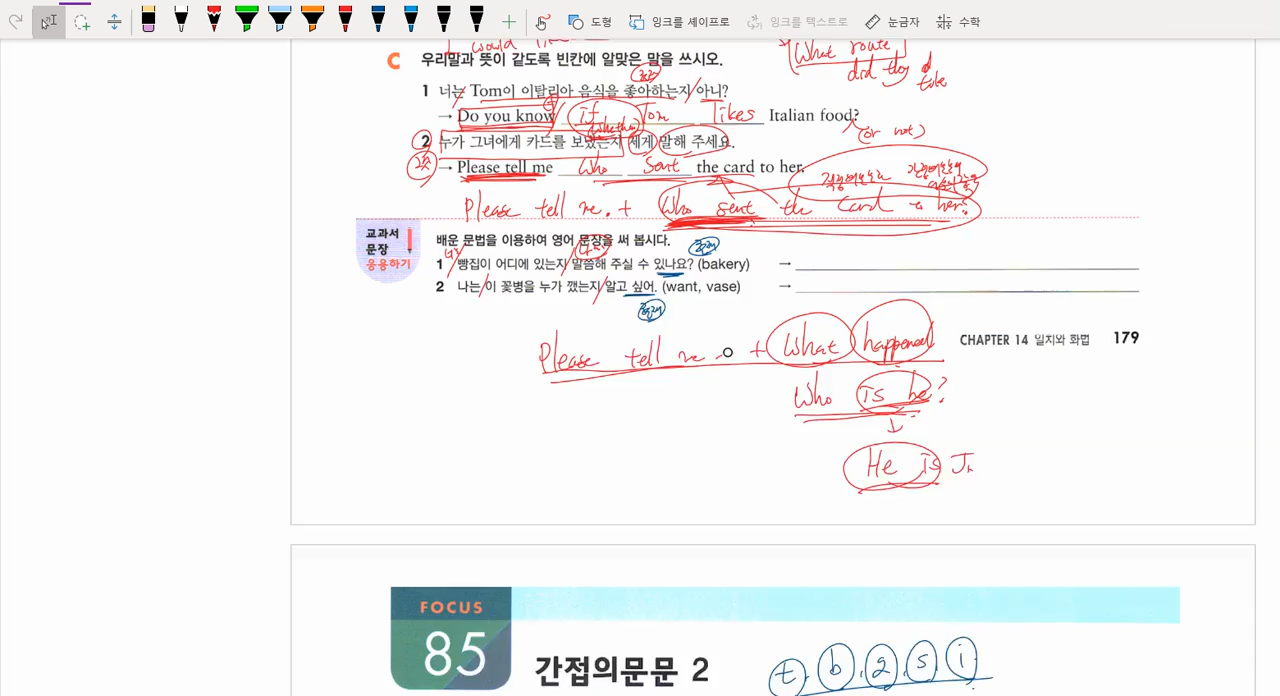 도형 잉크를 셰이프로 잉크를 텍스트로 눈금자 수학
I would
What route
did they
take
C 우리말과 뜻이 같도록 빈칸에 알맞은 말을 쓰시오.
1 너는 Tom이 이탈리아 음식을 좋아하는지 아니?
→ Do you know if Tom likes Italian food?
(whether)
(or not)
2 누가 그녀에게 카드를 보냈는지 내게 말해 주세요.
→ Please tell me who sent the card to her.
Please tell me. + Who sent the card to her?
교과서
문장
응용하기
배운 문법을 이용하여 영어 문장을 써 봅시다.
1 빵집이 어디에 있는지 말씀해 주실 수 있나요? (bakery) →
2 나는 이 꽃병을 누가 깼는지 알고 싶어. (want, vase) →
Please tell me + What happened
CHAPTER 14 일치와 화법 179
Who is he?
↓
He is
FOCUS
85
간접의문문 2
t, b, 2, s, i